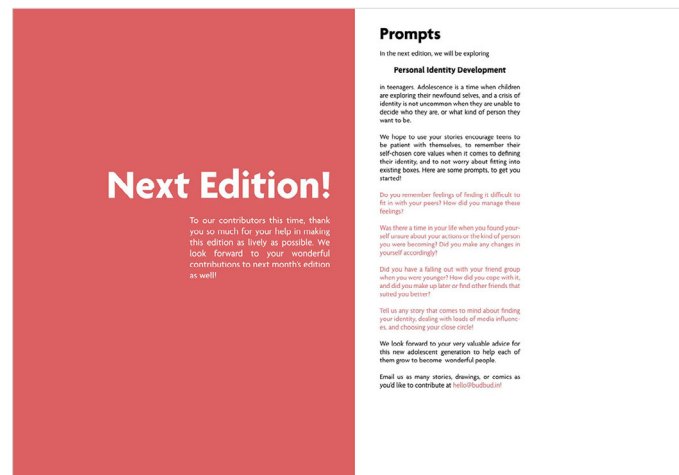 Next Edition!
To our contributors this time, thank
you so much for your help in making
this edition as lively as possible. We
look forward to your wonderful
contributions to next month's edition
as well!
Prompts
In the next edition, we will be exploring
Personal Identity Development
in teenagers. Adolescence is a time when children
are exploring their newfound selves, and a crisis of
identity is not uncommon when they are unable to
decide who they are, or what kind of person they
want to be.
We hope to use your stories encourage teens to
be patient with themselves, to remember their
self-chosen core values when it comes to defining
their identity, and to not worry about fitting into
existing boxes. Here are some prompts, to get you
started!
Do you remember feelings of finding it difficult to
fit in with your peers? How did you manage these
feelings?
Was there a time in your life when you found your-
self unsure about your actions or the kind of person
you were becoming? Did you make any changes in
yourself accordingly?
Did you have a falling out with your friend group
when you were younger? How did you cope with it,
and did you make up later or find other friends that
suited you better?
Tell us any story that comes to mind about finding
your identity, dealing with loads of media influenc-
es, and choosing your close circle!
We look forward to your very valuable advice for
this new adolescent generation to help each of
them grow to become wonderful people.
Email us as many stories, drawings, or comics as
you'd like to contribute at hello@budbud.in!